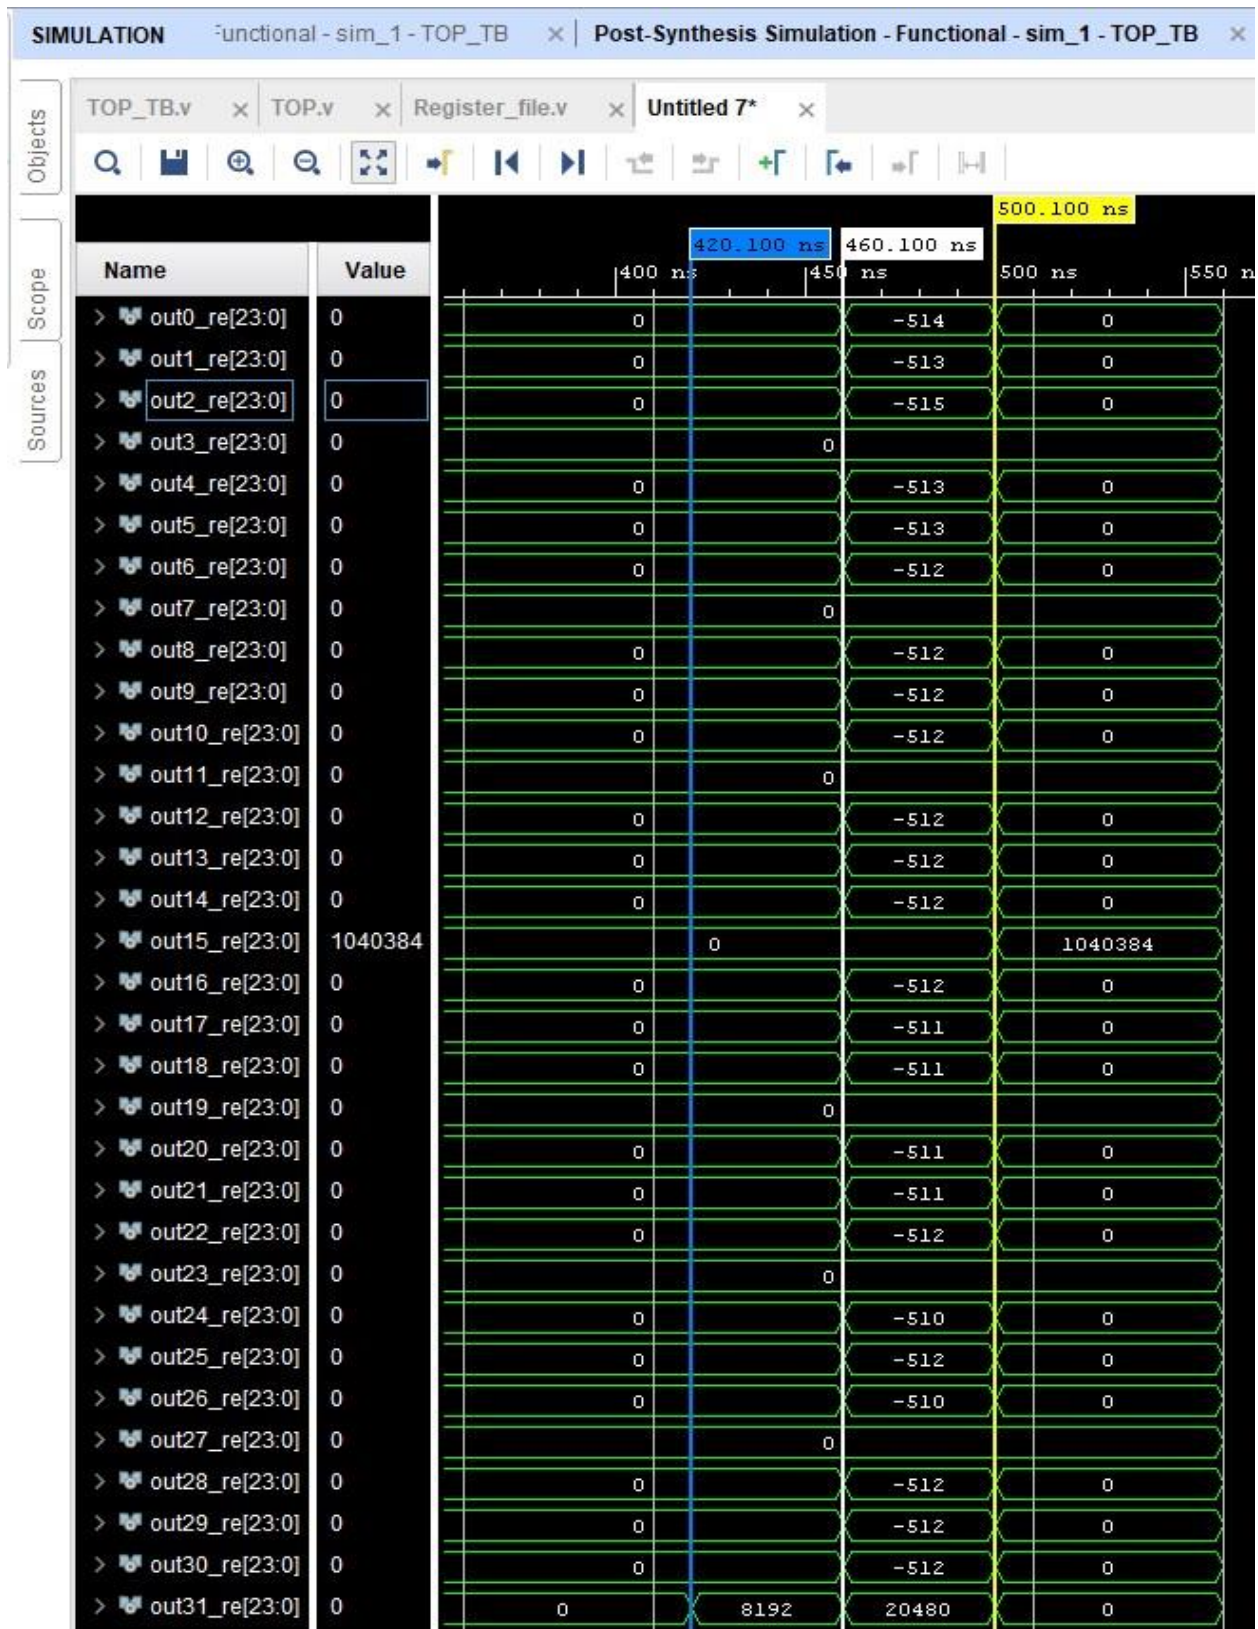 SIMULATION Functional - sim_1 - TOP_TB × Post-Synthesis Simulation - Functional - sim_1 - TOP_TB ×
Objects
Scope
Sources
TOP_TB.v × TOP.v × Register_file.v × Untitled 7* ×
500.100 ns
420.100 ns 460.100 ns
Name Value 400 ns 450 ns 500 ns 550 n
> out0_re[23:0] 0 0 -514 0
> out1_re[23:0] 0 0 -513 0
> out2_re[23:0] 0 0 -515 0
> out3_re[23:0] 0 0
> out4_re[23:0] 0 0 -513 0
> out5_re[23:0] 0 0 -513 0
> out6_re[23:0] 0 0 -512 0
> out7_re[23:0] 0 0
> out8_re[23:0] 0 0 -512 0
> out9_re[23:0] 0 0 -512 0
> out10_re[23:0] 0 0 -512 0
> out11_re[23:0] 0 0
> out12_re[23:0] 0 0 -512 0
> out13_re[23:0] 0 0 -512 0
> out14_re[23:0] 0 0 -512 0
> out15_re[23:0] 1040384 0 1040384
> out16_re[23:0] 0 0 -512 0
> out17_re[23:0] 0 0 -511 0
> out18_re[23:0] 0 0 -511 0
> out19_re[23:0] 0 0
> out20_re[23:0] 0 0 -511 0
> out21_re[23:0] 0 0 -511 0
> out22_re[23:0] 0 0 -512 0
> out23_re[23:0] 0 0
> out24_re[23:0] 0 0 -510 0
> out25_re[23:0] 0 0 -512 0
> out26_re[23:0] 0 0 -510 0
> out27_re[23:0] 0 0
> out28_re[23:0] 0 0 -512 0
> out29_re[23:0] 0 0 -512 0
> out30_re[23:0] 0 0 -512 0
> out31_re[23:0] 0 0 8192 20480 0